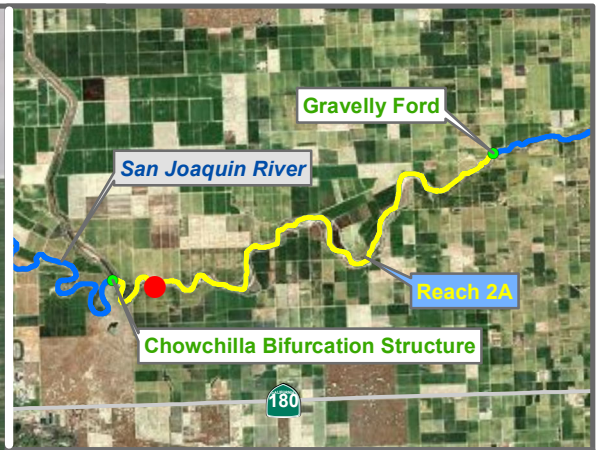 Gravelly Ford
San Joaquin River
Reach 2A
Chowchilla Bifurcation Structure
180